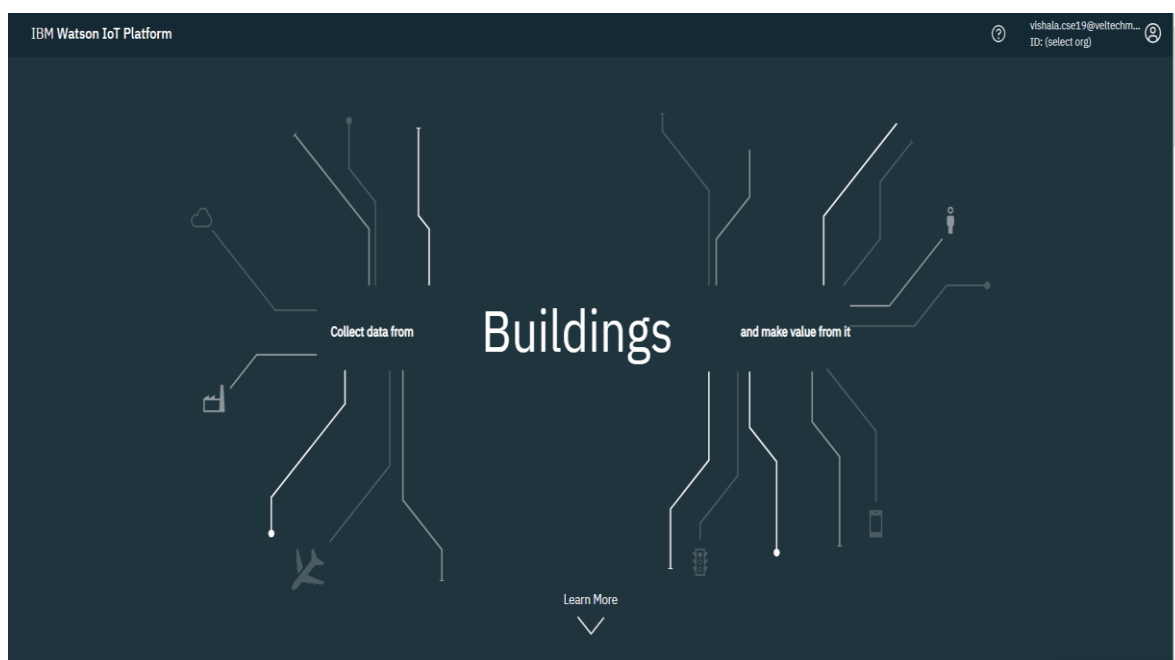 IBM Watson IoT Platform
vishala.cse19@veltechm...
ID: (select org)
Collect data from
Buildings
and make value from it
Learn More